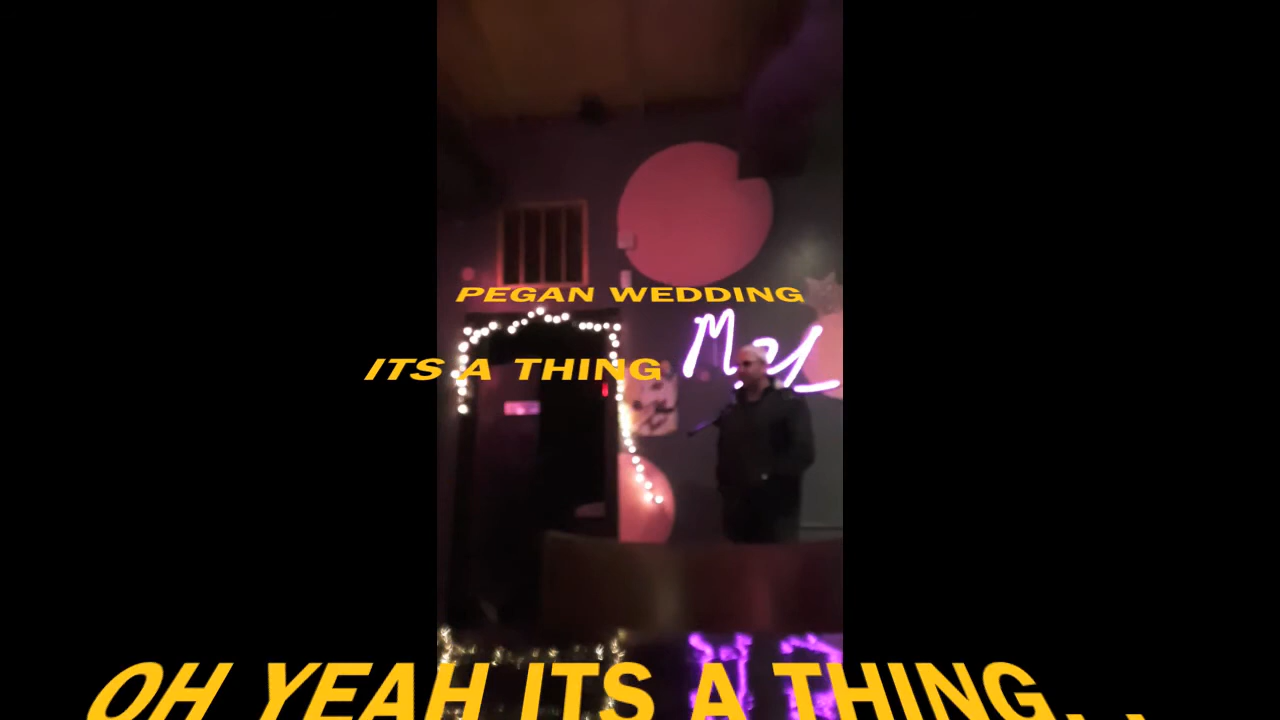 PEGAN WEDDING
ITS A THING
OH YEAH ITS A THING. .